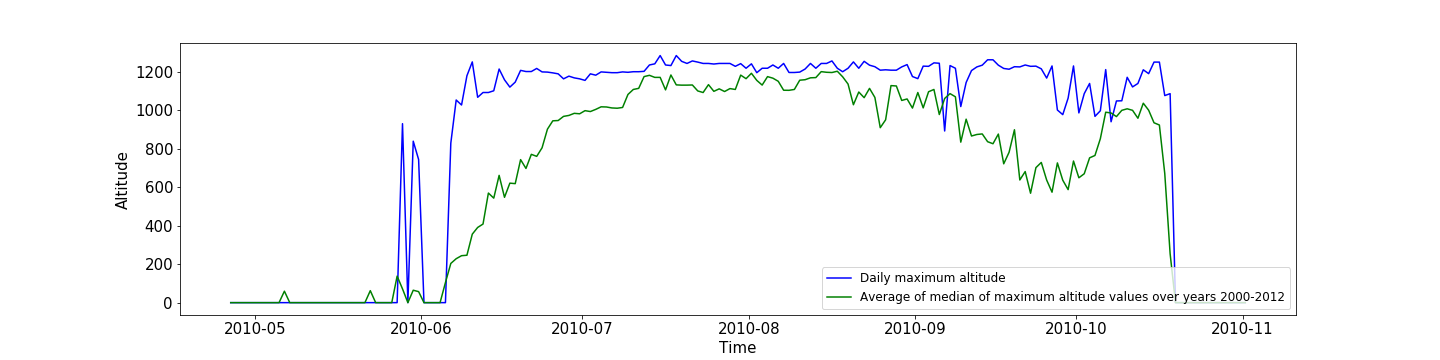 1200
1000
800
600
400
200
0
Altitude
Daily maximum altitude
Average of median of maximum altitude values over years 2000-2012
2010-05 2010-06 2010-07 2010-08 2010-09 2010-10 2010-11
Time